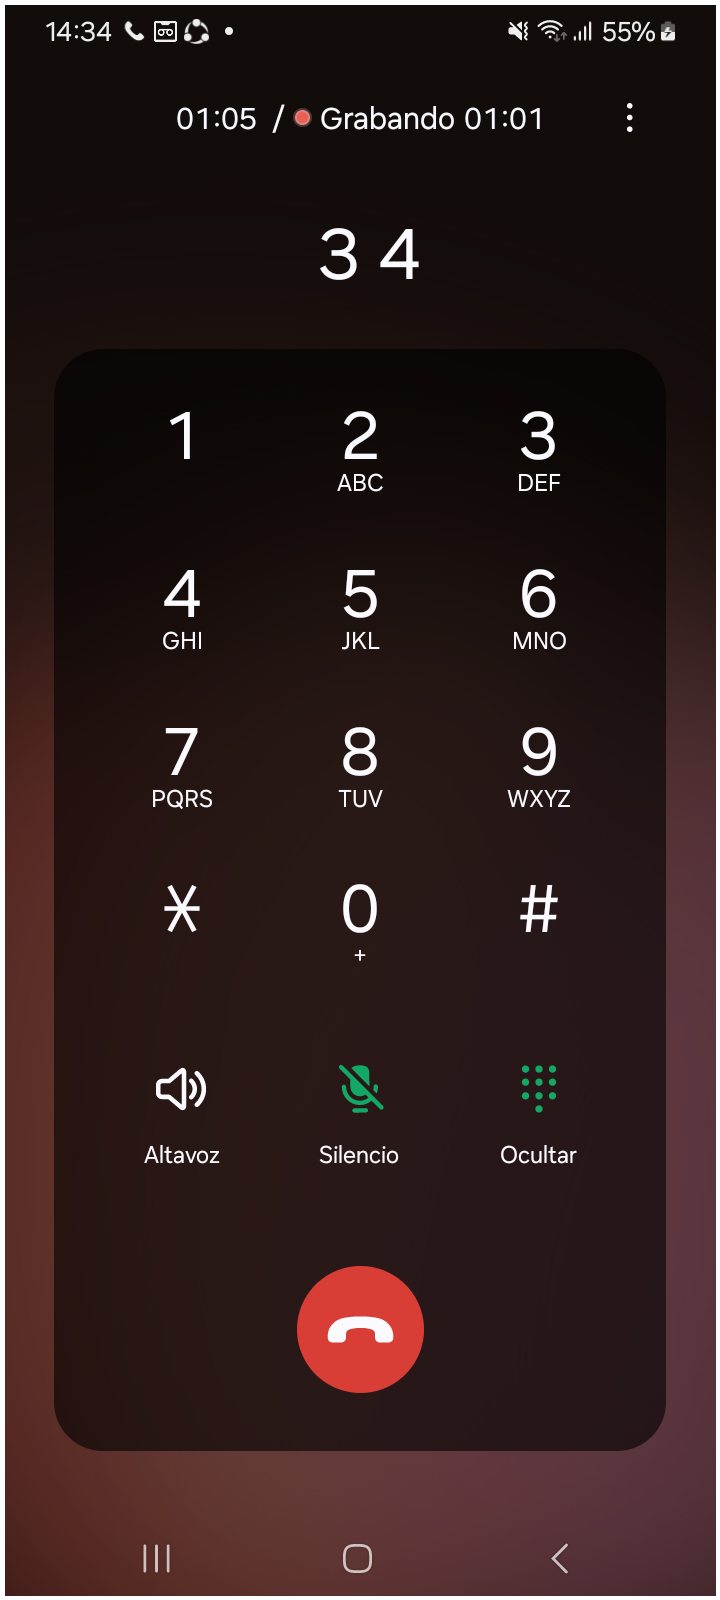 14:34 55%
01:05 / Grabando 01:01
3 4
1 2 3
ABC DEF
4 5 6
GHI JKL MNO
7 8 9
PQRS TUV WXYZ
* 0 #
+
Altavoz Silencio Ocultar